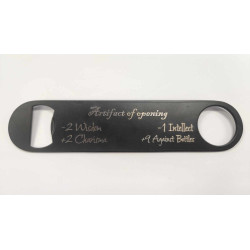 Artifact of opening
-2 Wisdom -1 Intellect
+2 Charisma +9 Against Bottles